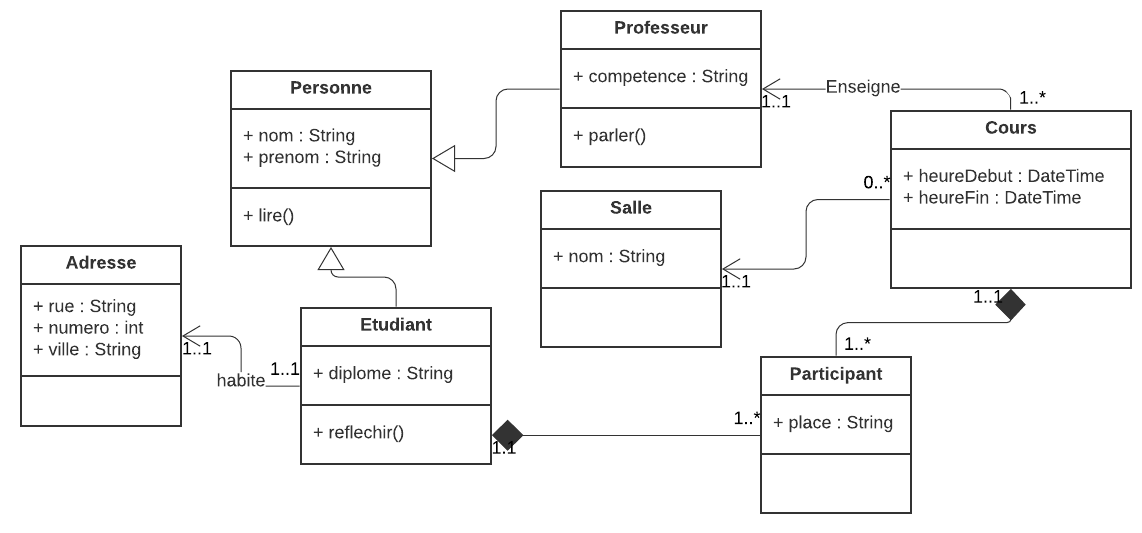 Professeur
+ competence : String
+ parler()
Enseigne
1..1
1..*
Personne
+ nom : String
+ prenom : String
+ lire()
Cours
+ heureDebut : DateTime
+ heureFin : DateTime
0..*
1..1
Salle
+ nom : String
1..1
Adresse
+ rue : String
+ numero : int
+ ville : String
1..1
habite
1..1
Etudiant
+ diplome : String
+ reflechir()
1.1
1..*
1..*
Participant
+ place : String